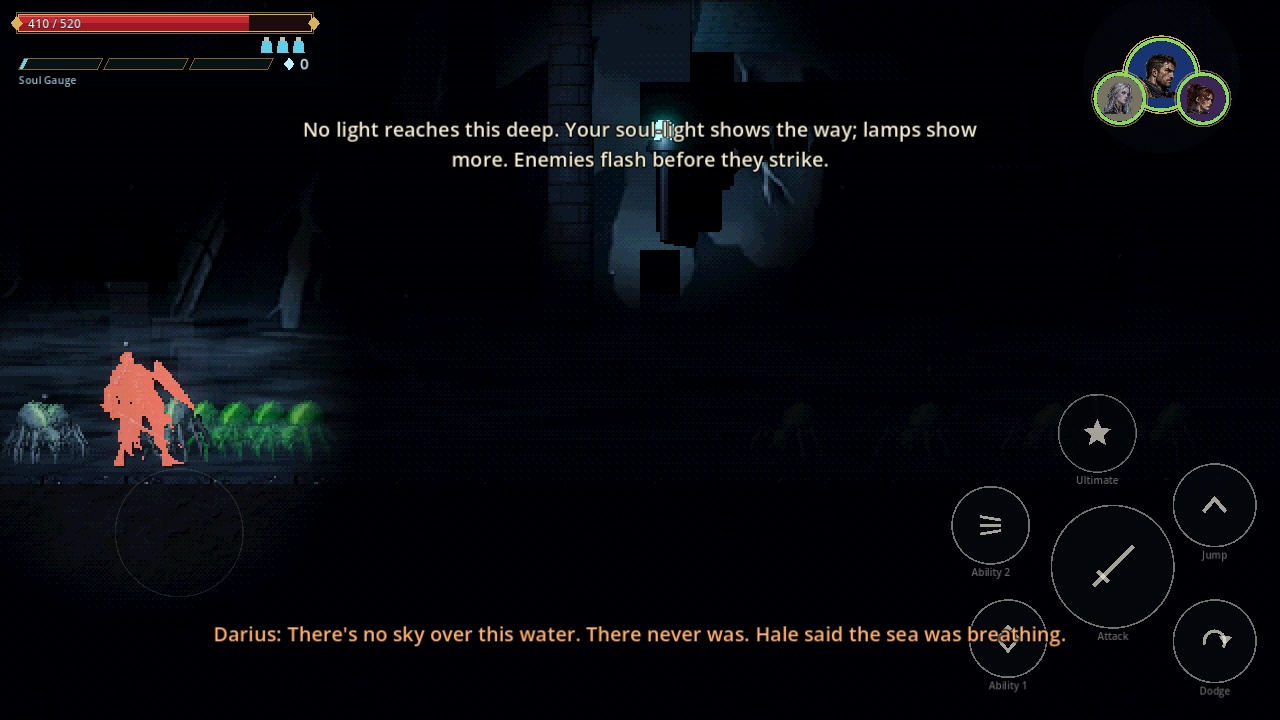 410 / 520
0
Soul Gauge
No light reaches this deep. Your soul-light shows the way; lamps show
more. Enemies flash before they strike.
Ultimate
Jump
Ability 2
Attack
Darius: There's no sky over this water. There never was. Hale said the sea was breathing.
Ability 1
Dodge